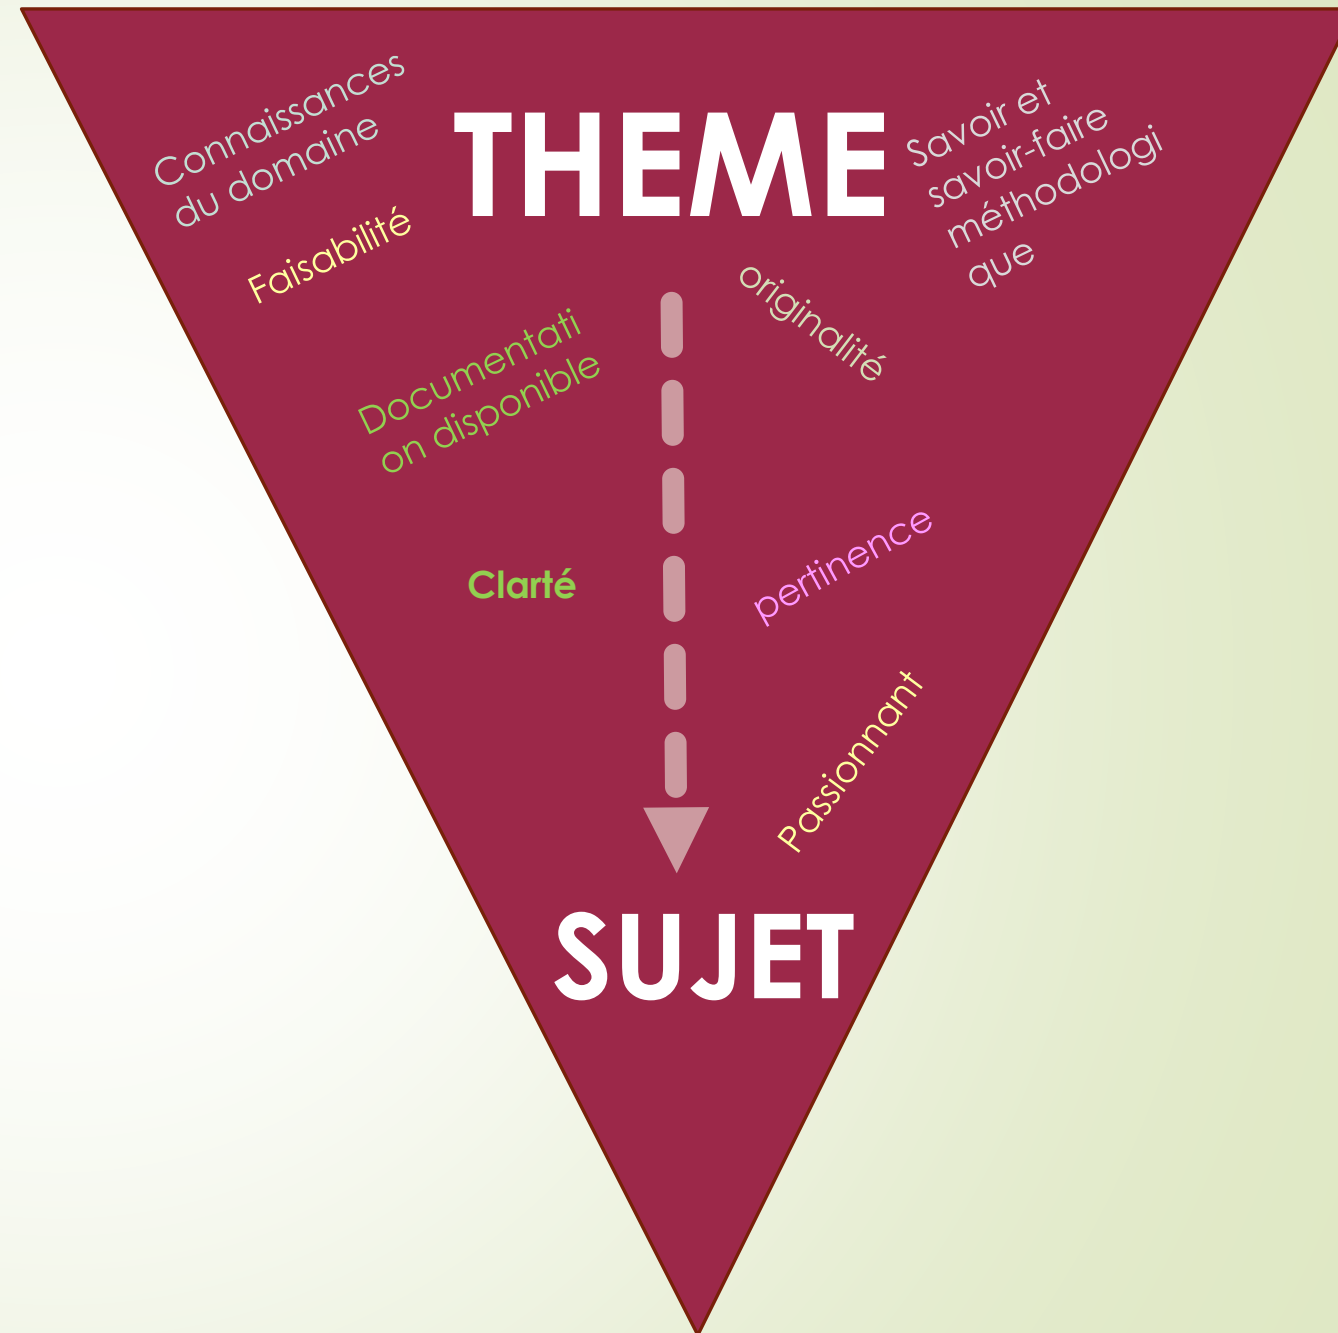 Connaissances
du domaine
THEME
Savoir et
savoir-faire
méthodologi
que
Faisabilité
originalité
Documentati
on disponible
Clarté
pertinence
Passionnant
SUJET